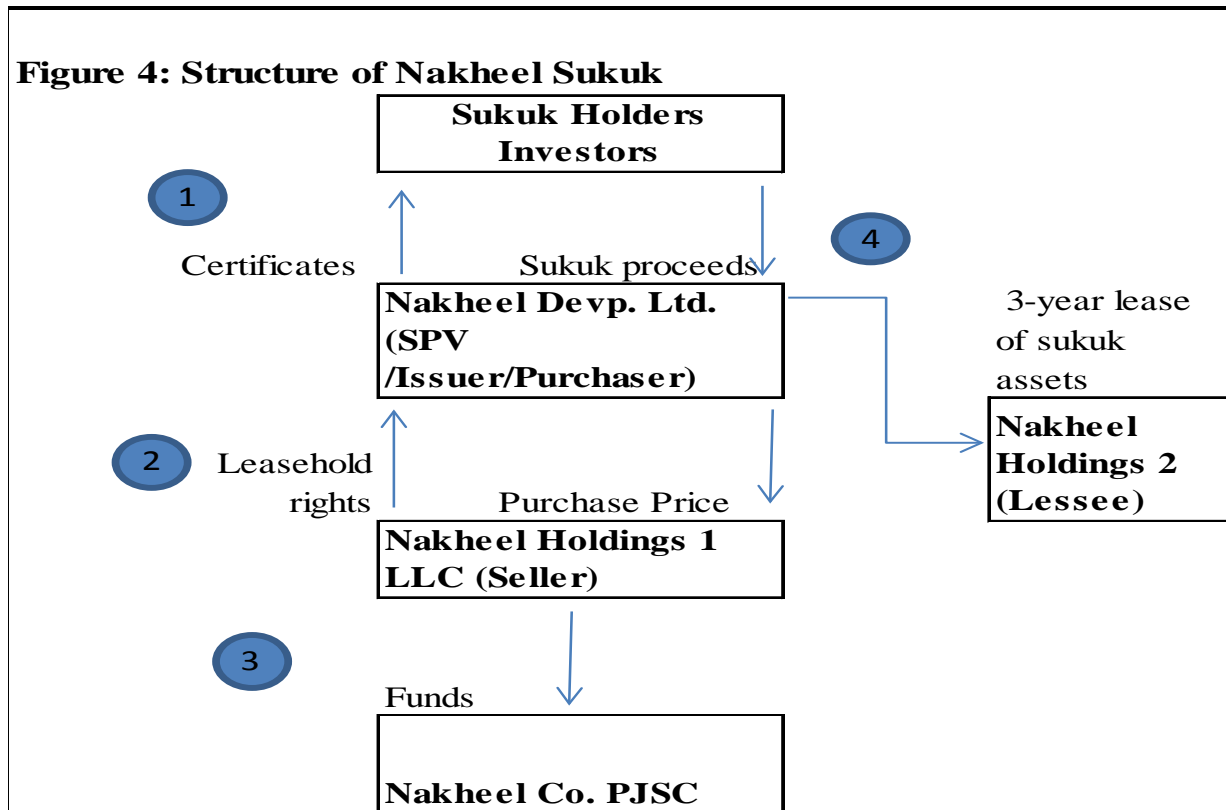 Figure 4: Structure of Nakheel Sukuk
Sukuk Holders
Investors
1
4
Certificates
Sukuk proceeds
Nakheel Devp. Ltd.
(SPV
/Issuer/Purchaser)
3-year lease
of sukuk
assets
Nakheel
Holdings 2
(Lessee)
2
Leasehold
rights
Purchase Price
Nakheel Holdings 1
LLC (Seller)
3
Funds
Nakheel Co. PJSC